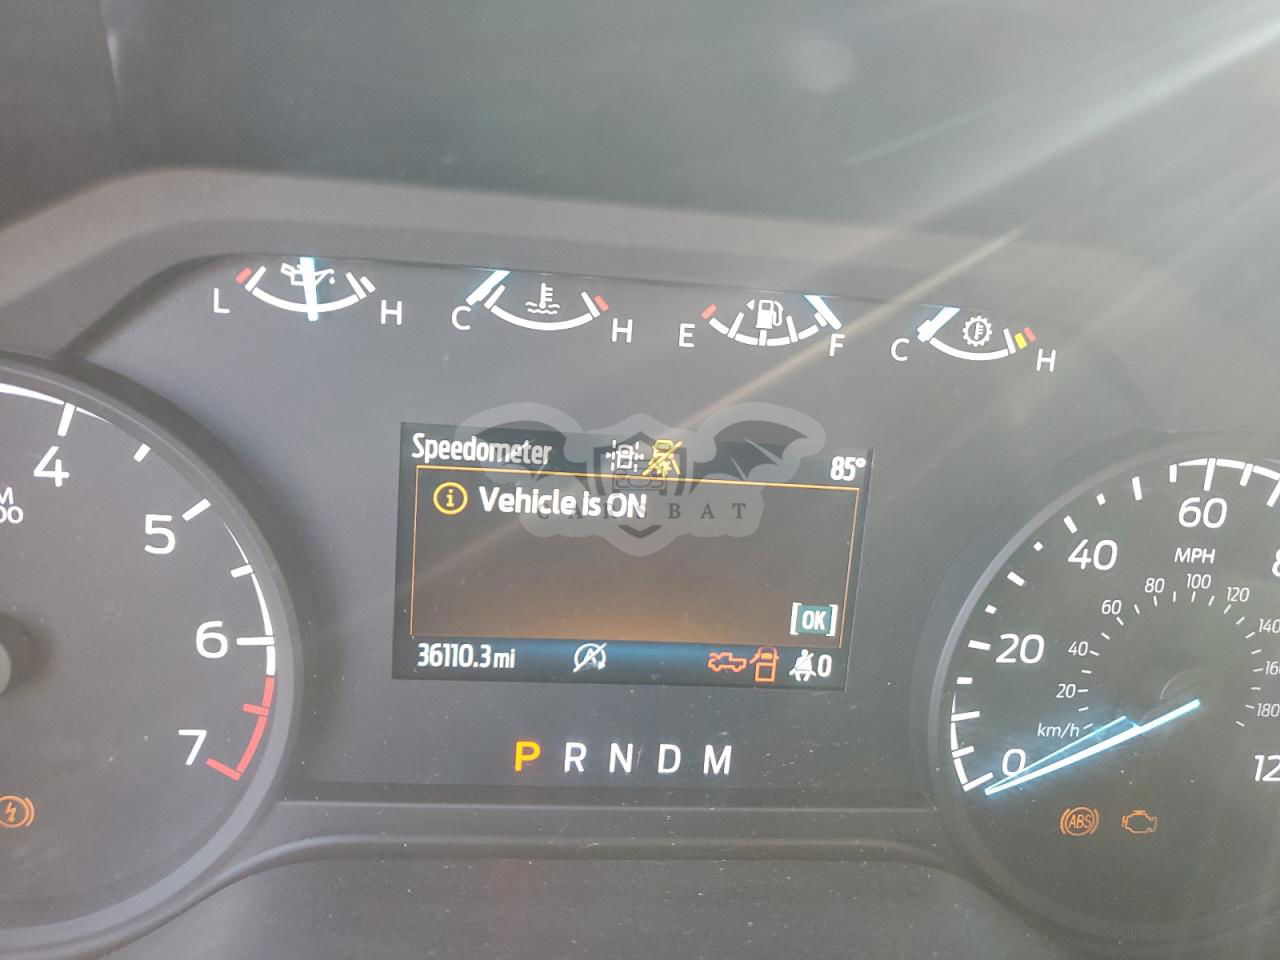 L H
C H
E F
C H
Speedometer 85°
Vehicle is ON
CARSBAT
[OK]
36110.3mi
0
P R N D M
4
5
6
7
0
20
40
60
MPH
km/h
20
40
60
80
100
120
140
180
ABS